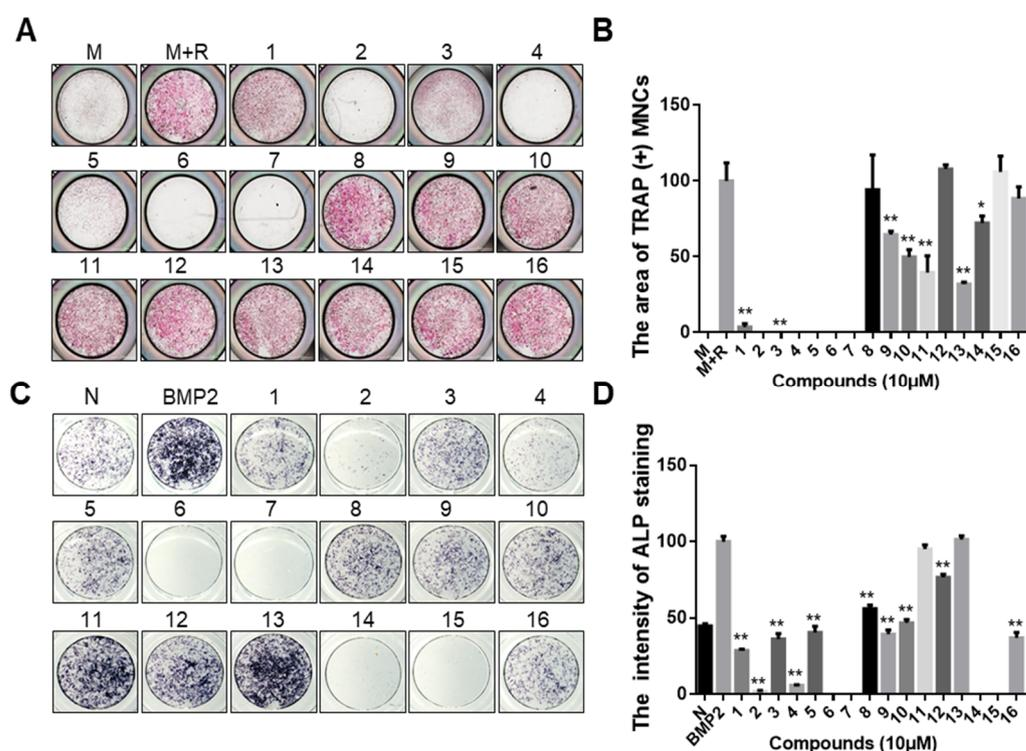 A
M M+R 1 2 3 4
5 6 7 8 9 10
11 12 13 14 15 16
B
The area of TRAP (+) MNCs
150
100
50
0
** ** ** ** ** ** *
M M+R 1 2 3 4 5 6 7 8 9 10 11 12 13 14 15 16
Compounds (10μM)
C
N BMP2 1 2 3 4
5 6 7 8 9 10
11 12 13 14 15 16
D
The intensity of ALP staining
150
100
50
0
** ** ** ** ** ** ** ** ** **
N BMP2 1 2 3 4 5 6 7 8 9 10 11 12 13 14 15 16
Compounds (10μM)